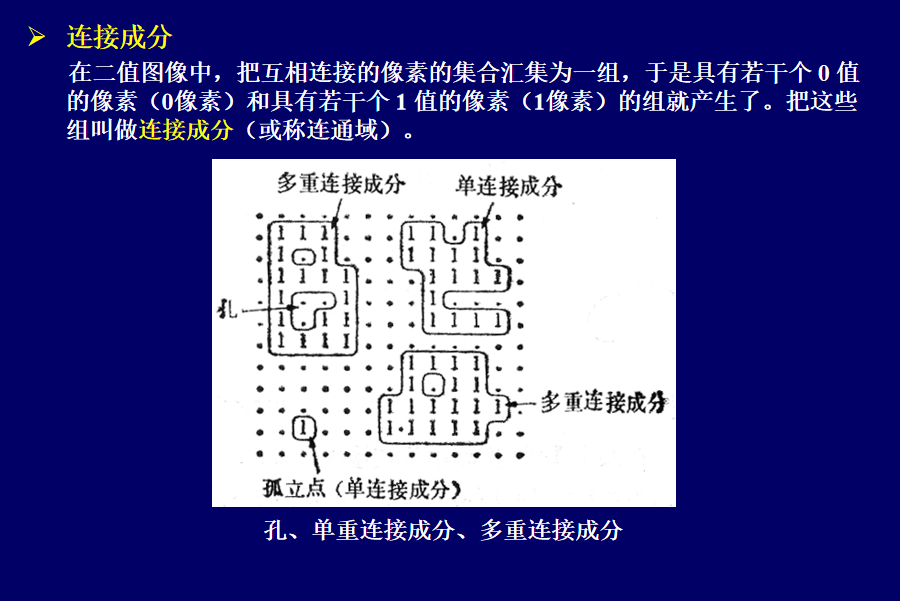 ➢ 连接成分
在二值图像中，把互相连接的像素的集合汇集为一组，于是具有若干个 0 值
的像素（0像素）和具有若干个 1 值的像素（1像素）的组就产生了。把这些
组叫做连接成分（或称连通域）。
多重连接成分
单连接成分
孔
多重连接成分
孤立点（单连接成分）
孔、单重连接成分、多重连接成分